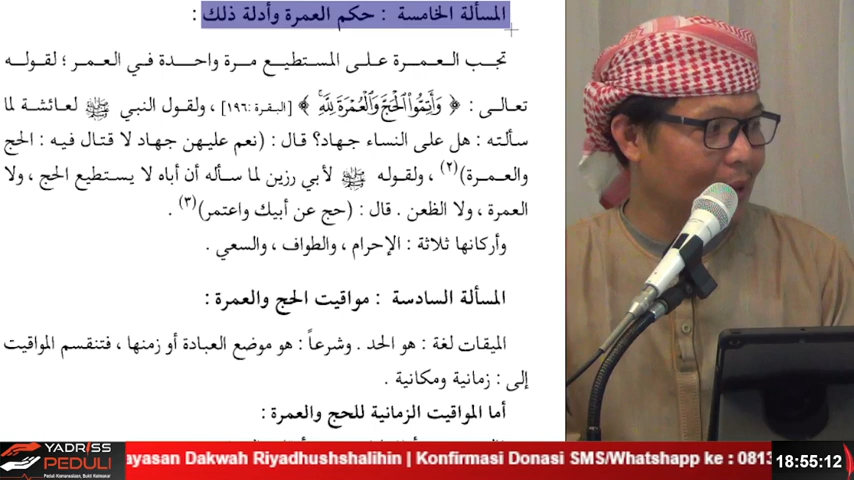 المسألة الخامسة : حكم العمرة وأدلة ذلك :
تجب العمرة على المستطيع مرة واحدة في العمر ؛ لقوله
تعالى : ﴿ وَأَتِمُّوا الْحَجَّ وَالْعُمْرَةَ لِلَّهِ ﴾ [البقرة :١٩٦] ، ولقول النبي ﷺ لعائشة لما
سألته : هل على النساء جهاد؟ قال : (نعم عليهن جهاد لا قتال فيه : الحج
والعمرة)(٢) ، ولقوله ﷺ لأبي رزين لما سأله أن أباه لا يستطيع الحج ، ولا
العمرة ، ولا الظعن . قال : (حج عن أبيك واعتمر)(٣) .
وأركانها ثلاثة : الإحرام ، والطواف ، والسعي .
المسألة السادسة : مواقيت الحج والعمرة :
الميقات لغة : هو الحد . وشرعاً : هو موضع العبادة أو زمنها ، فتنقسم المواقيت
إلى : زمانية ومكانية .
أما المواقيت الزمانية للحج والعمرة :
YADRISS
PEDULI
Peduli Kemanusiaan, Bukti Keimanan
ayasan Dakwah Riyadhushshalihin | Konfirmasi Donasi SMS/Whatshapp ke : 0813
18:55:12